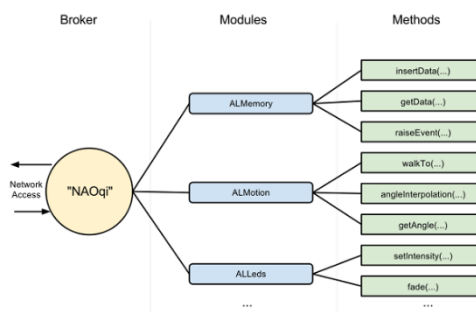 Broker
Modules
Methods
Network
Access
"NAOqi"
ALMemory
ALMotion
ALLeds
...
insertData(...)
getData(...)
raiseEvent(...)
walkTo(...)
angleInterpolation(...)
getAngle(...)
setIntensity(...)
fade(...)
...